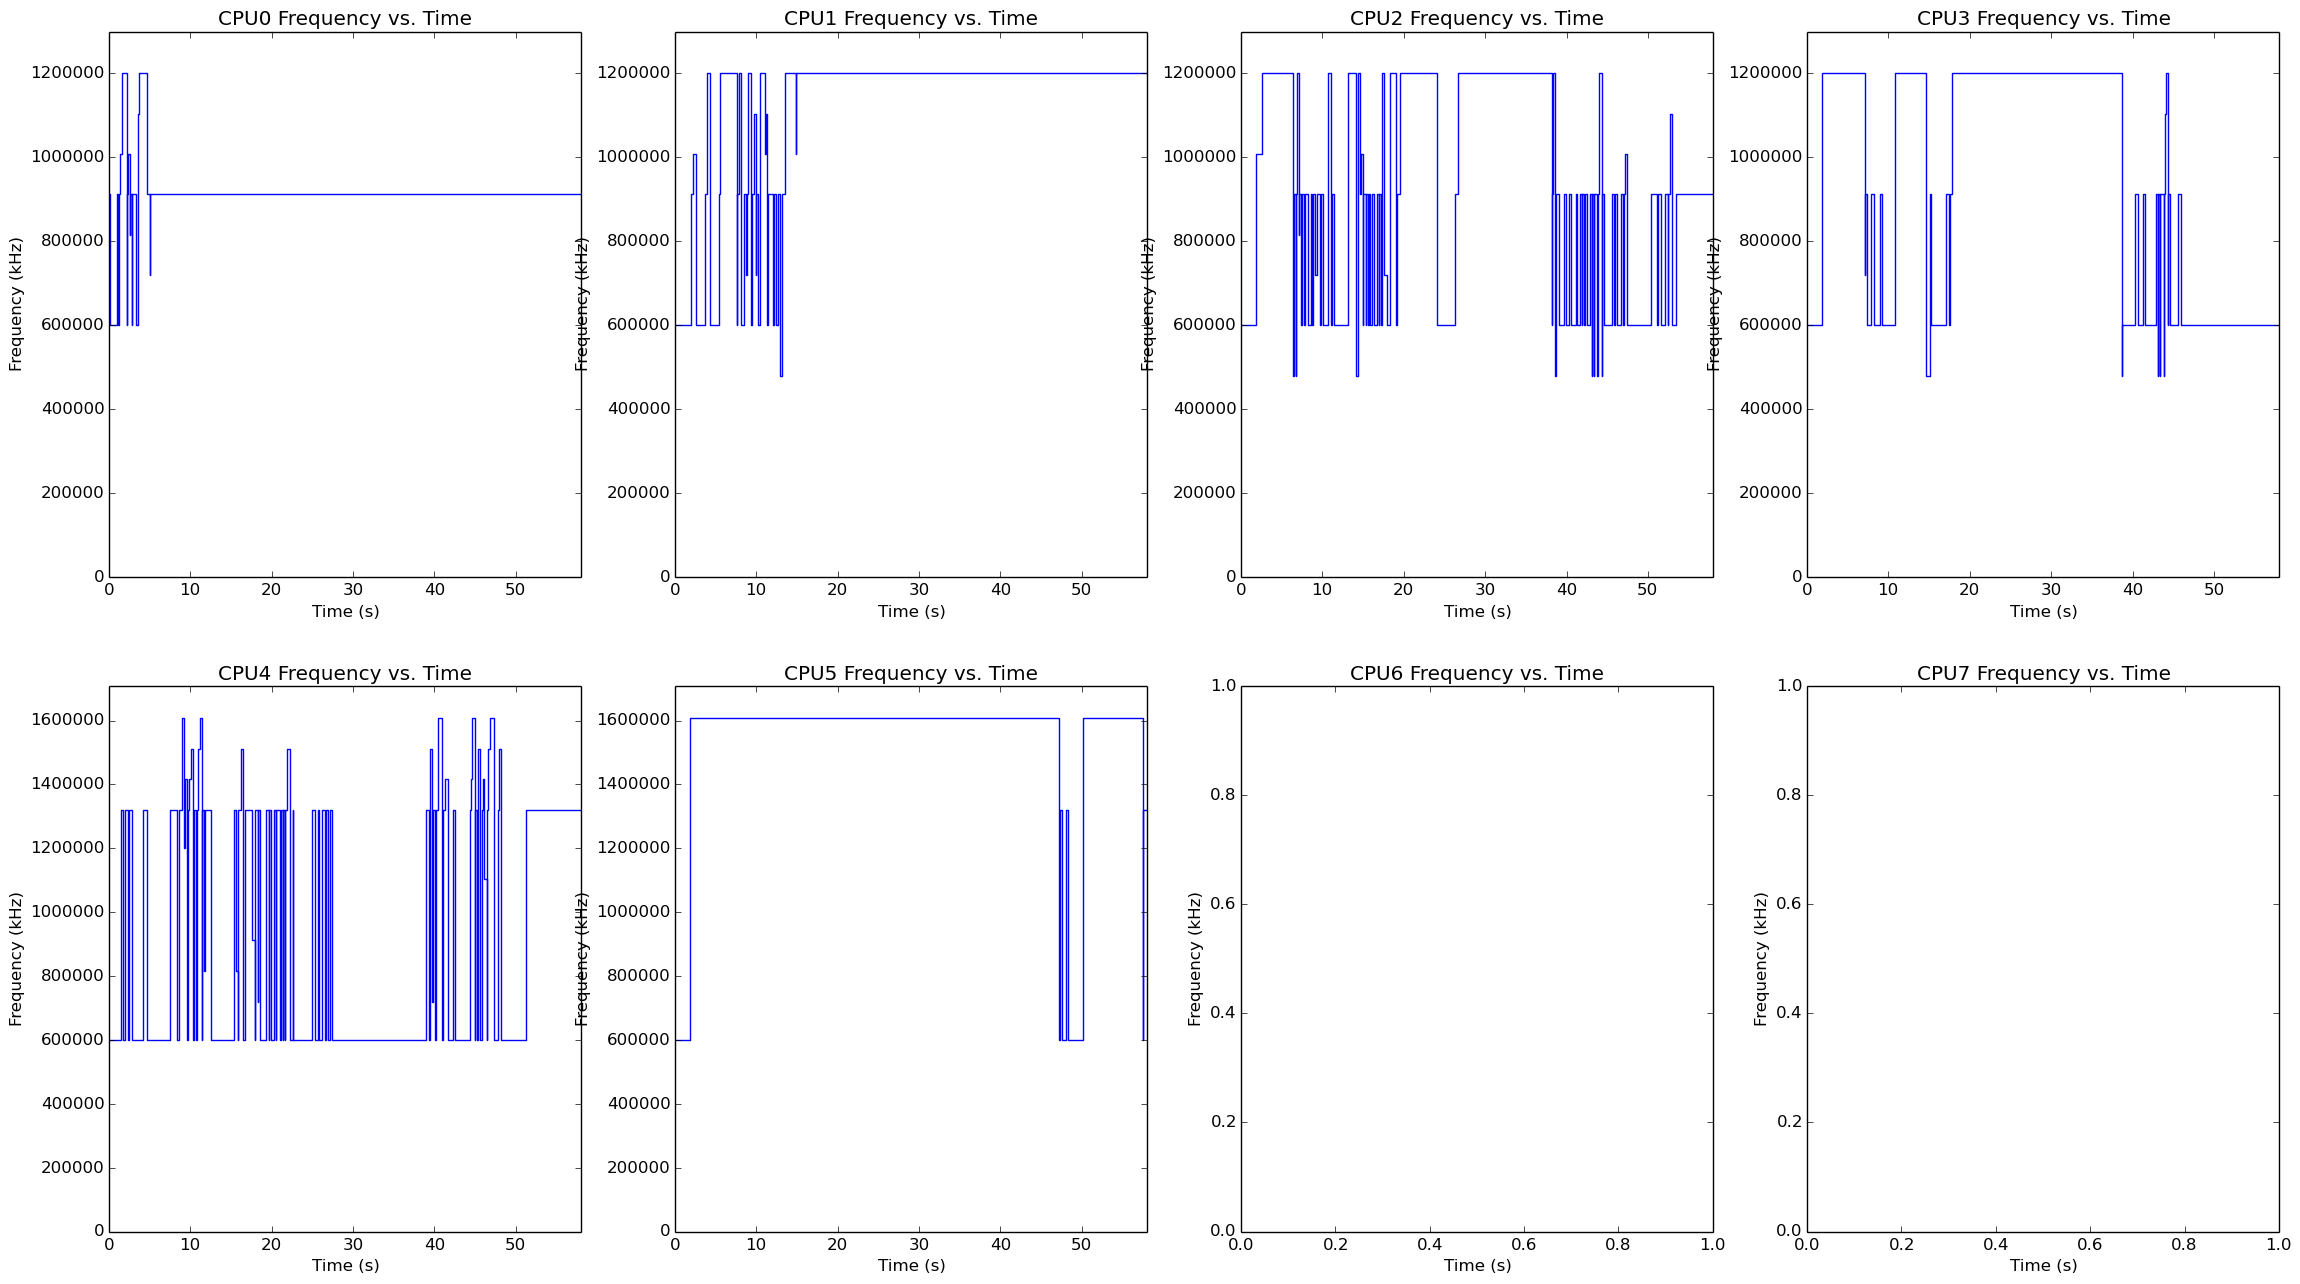 CPU0 Frequency vs. Time
1200000
1000000
800000
600000
400000
200000
0
Frequency (kHz)
0 10 20 30 40 50
Time (s)
CPU1 Frequency vs. Time
1200000
1000000
800000
600000
400000
200000
0
Frequency (kHz)
0 10 20 30 40 50
Time (s)
CPU2 Frequency vs. Time
1200000
1000000
800000
600000
400000
200000
0
Frequency (kHz)
0 10 20 30 40 50
Time (s)
CPU3 Frequency vs. Time
1200000
1000000
800000
600000
400000
200000
0
Frequency (kHz)
0 10 20 30 40 50
Time (s)
CPU4 Frequency vs. Time
1600000
1400000
1200000
1000000
800000
600000
400000
200000
0
Frequency (kHz)
0 10 20 30 40 50
Time (s)
CPU5 Frequency vs. Time
1600000
1400000
1200000
1000000
800000
600000
400000
200000
0
Frequency (kHz)
0 10 20 30 40 50
Time (s)
CPU6 Frequency vs. Time
1.0
0.8
0.6
0.4
0.2
0.0
Frequency (kHz)
0.0 0.2 0.4 0.6 0.8 1.0
Time (s)
CPU7 Frequency vs. Time
1.0
0.8
0.6
0.4
0.2
0.0
Frequency (kHz)
0.0 0.2 0.4 0.6 0.8 1.0
Time (s)